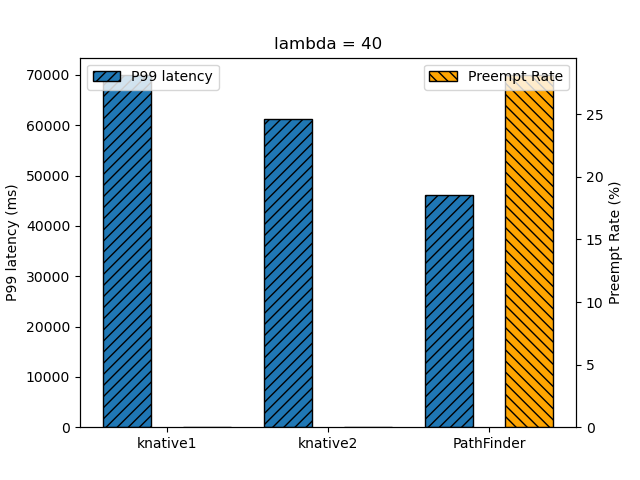 lambda = 40
P99 latency
Preempt Rate
70000
60000
50000
40000
30000
20000
10000
0
P99 latency (ms)
25
20
15
10
5
0
Preempt Rate (%)
knative1
knative2
PathFinder